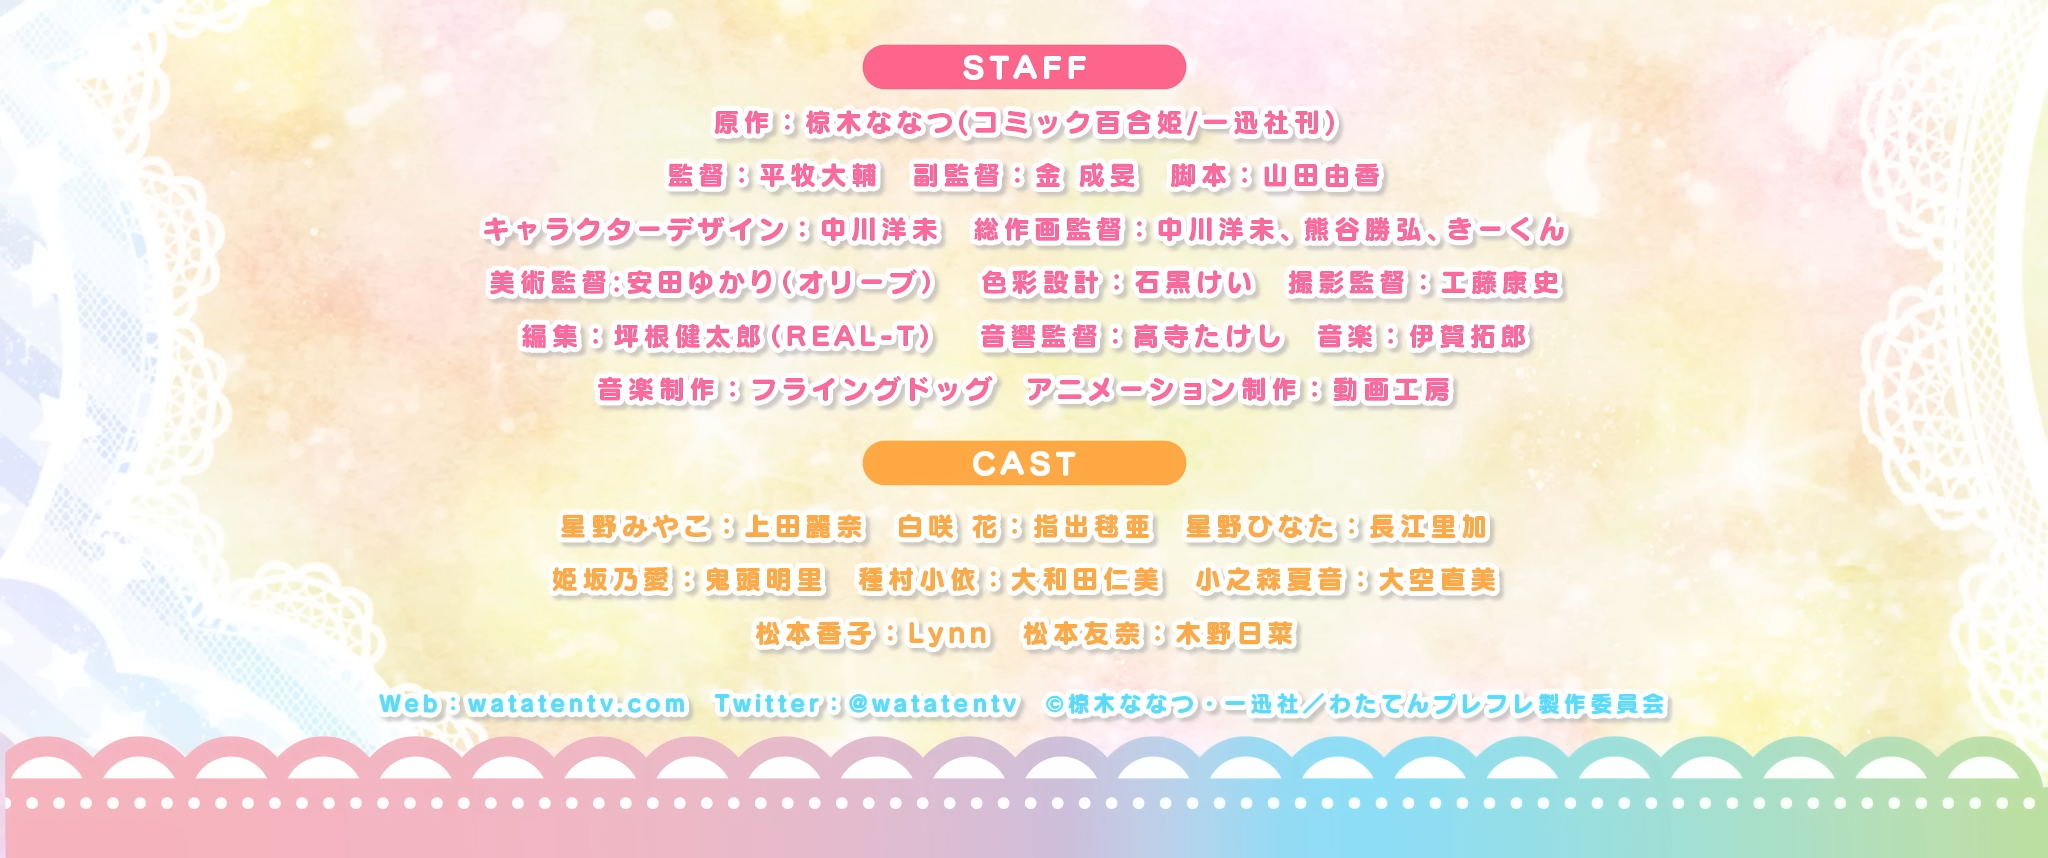 STAFF
原作：椋木ななつ(コミック百合姫/一迅社刊)
監督：平牧大輔　副監督：金 成旻　脚本：山田由香
キャラクターデザイン：中川洋未　総作画監督：中川洋未、熊谷勝弘、きーくん
美術監督:安田ゆかり(オリーブ)　色彩設計：石黒けい　撮影監督：工藤康史
編集：坪根健太郎(REAL-T)　音響監督：高寺たけし　音楽：伊賀拓郎
音楽制作：フライングドッグ　アニメーション制作：動画工房
CAST
星野みやこ：上田麗奈　白咲 花：指出毬亜　星野ひなた：長江里加
姫坂乃愛：鬼頭明里　種村小依：大和田仁美　小之森夏音：大空直美
松本香子：Lynn　松本友奈：木野日菜
Web：watatentv.com　Twitter：@watatentv　©椋木ななつ・一迅社／わたてんプレフレ製作委員会